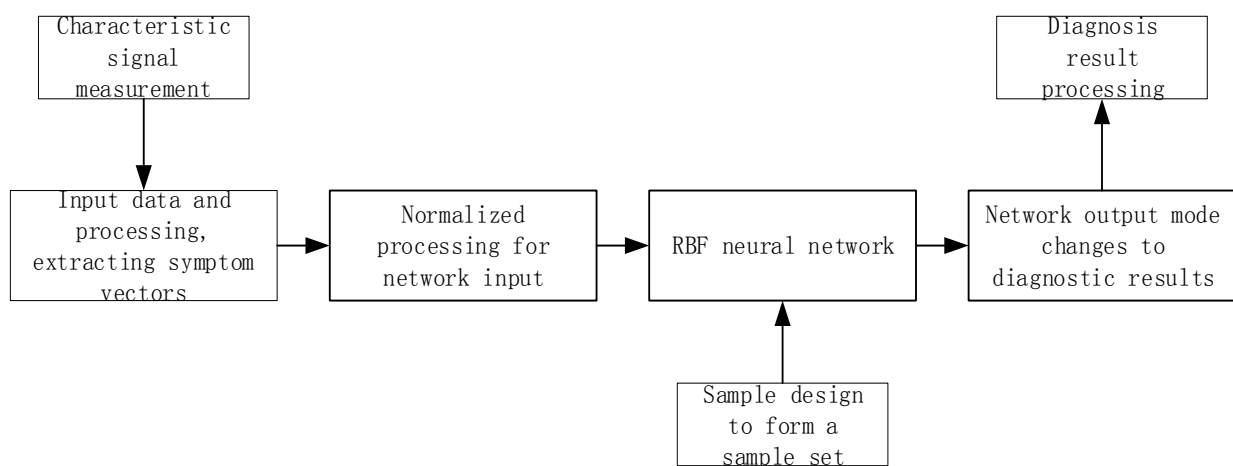 Characteristic
signal
measurement
Diagnosis
result
processing
Input data and
processing,
extracting symptom
vectors
Normalized
processing for
network input
RBF neural network
Network output mode
changes to
diagnostic results
Sample design
to form a
sample set